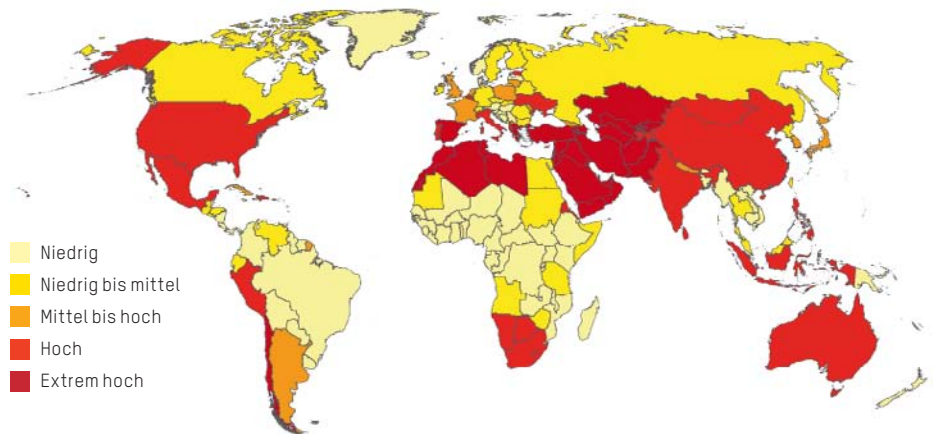 Niedrig
Niedrig bis mittel
Mittel bis hoch
Hoch
Extrem hoch